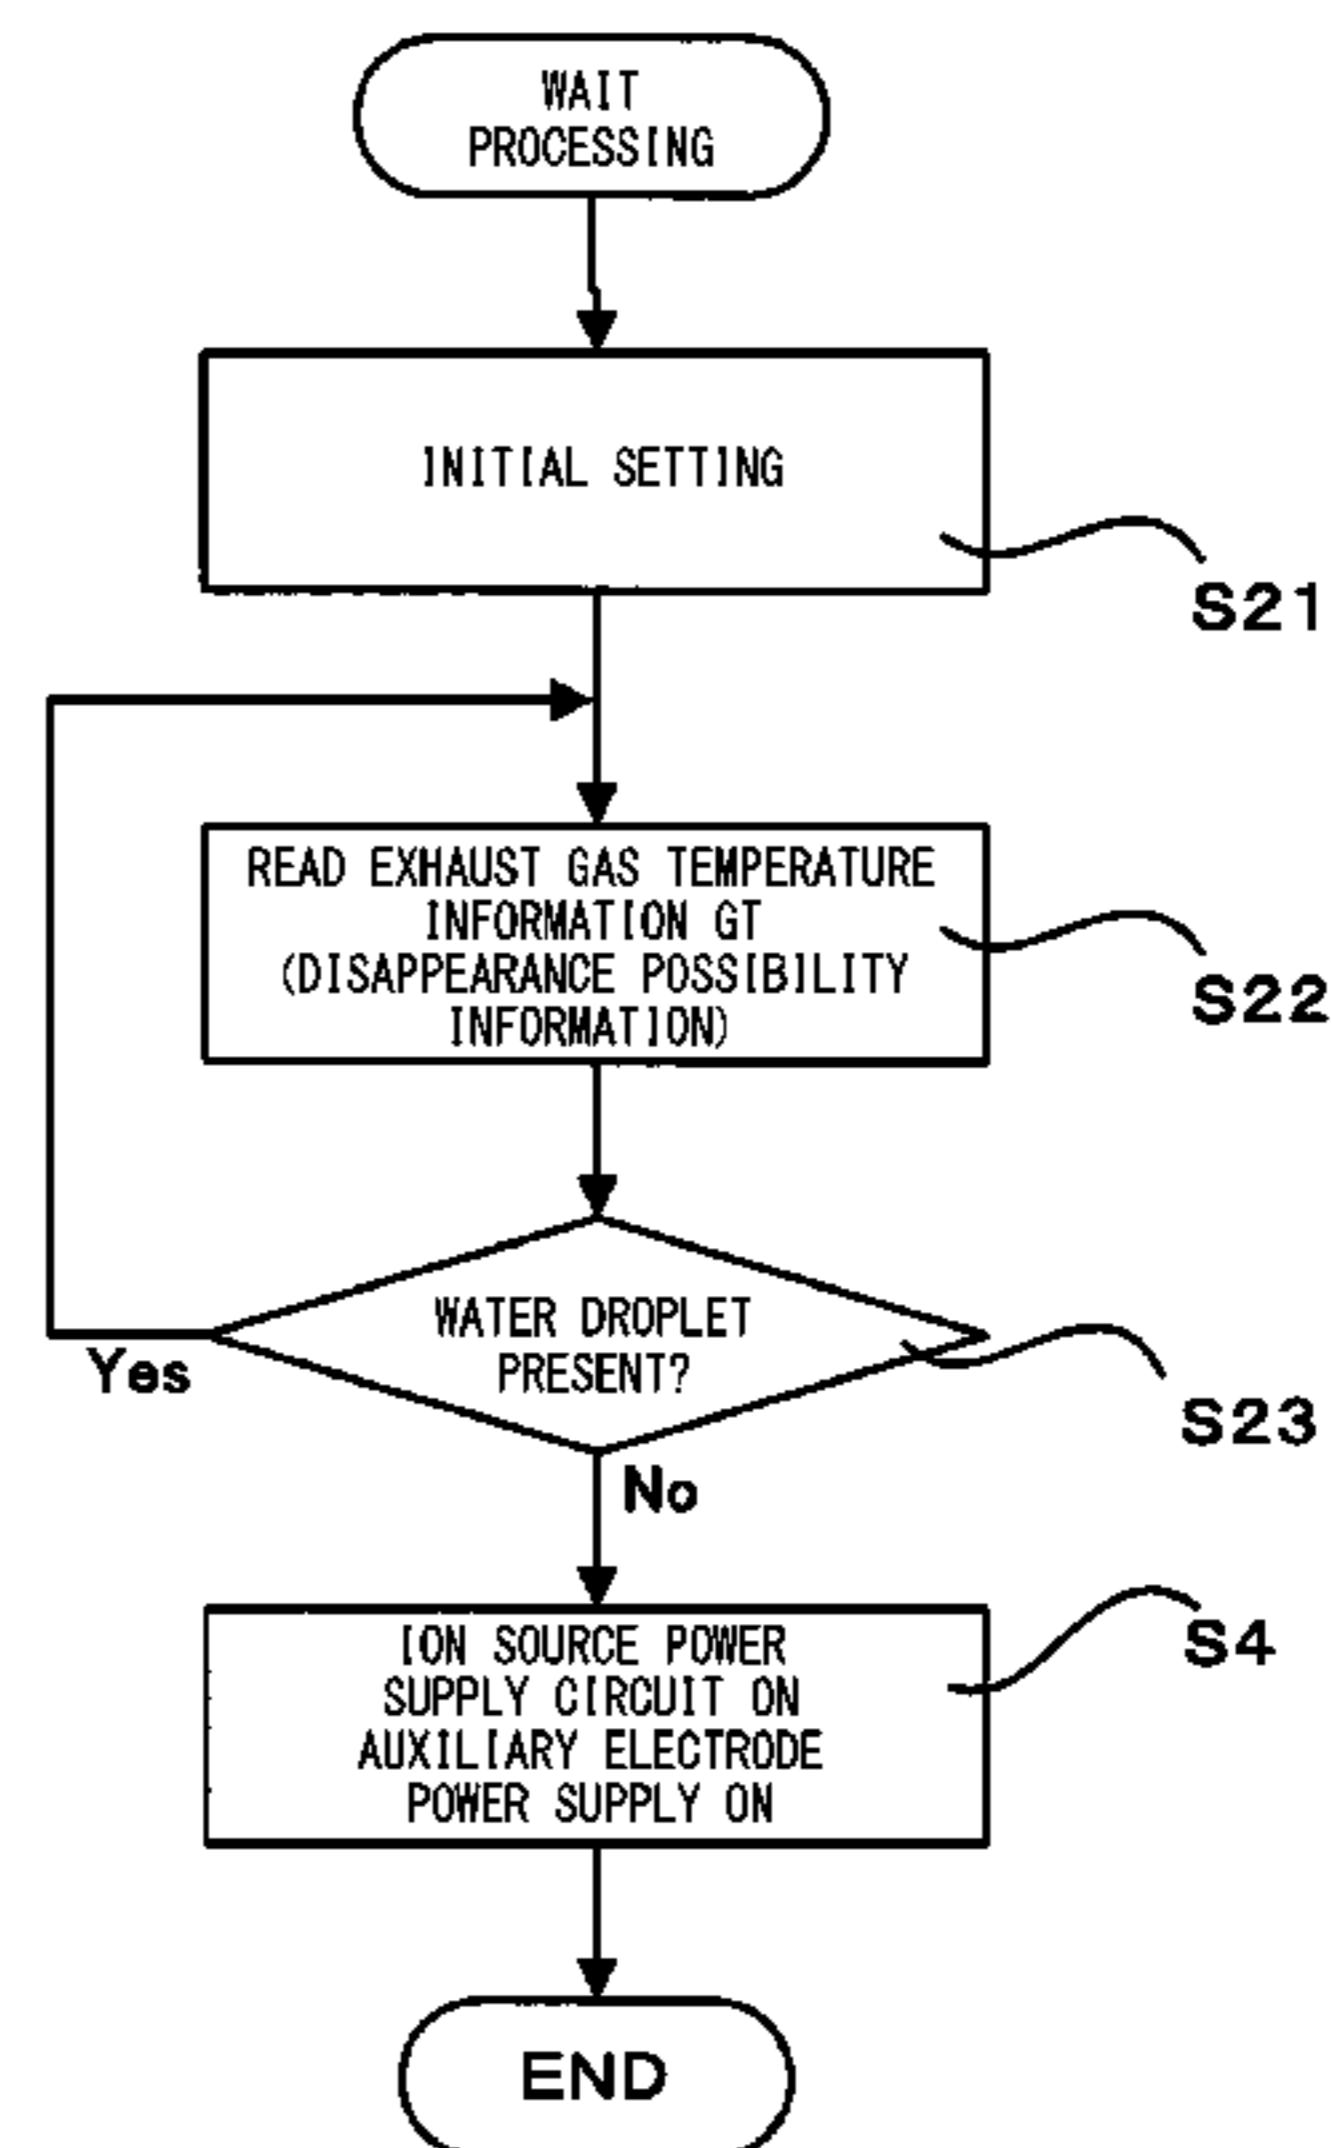 WAIT
PROCESSING
INITIAL SETTING
S21
READ EXHAUST GAS TEMPERATURE
INFORMATION GT
(DISAPPEARANCE POSSIBILITY
INFORMATION)
S22
WATER DROPLET
PRESENT?
Yes
S23
No
ION SOURCE POWER
SUPPLY CIRCUIT ON
AUXILIARY ELECTRODE
POWER SUPPLY ON
S4
END